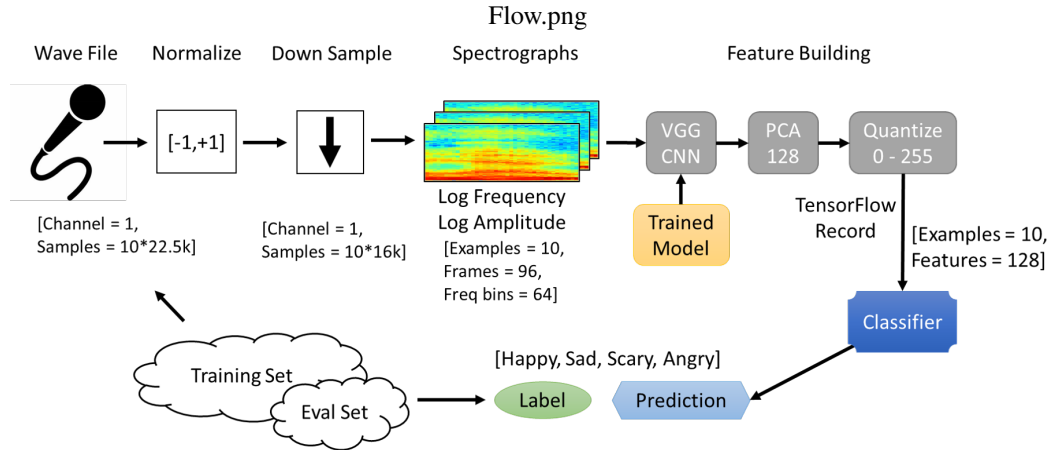 Flow.png
Wave File
Normalize
Down Sample
Spectrographs
Feature Building
[-1,+1]
VGG
CNN
PCA
128
Quantize
0 - 255
Log Frequency
Log Amplitude
Trained
Model
TensorFlow
Record
[Channel = 1,
Samples = 10*22.5k]
[Channel = 1,
Samples = 10*16k]
[Examples = 10,
Frames = 96,
Freq bins = 64]
[Examples = 10,
Features = 128]
Classifier
Training Set
Eval Set
[Happy, Sad, Scary, Angry]
Label
Prediction